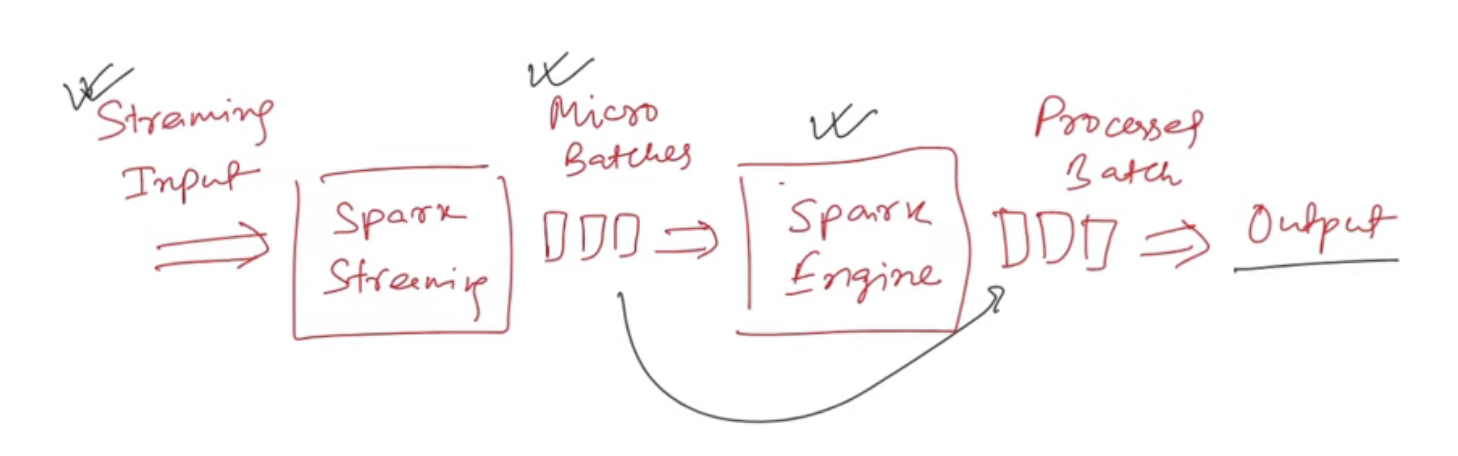 Streaming
Input
Spark
Streaming
Micro
Batches
Spark
Engine
Processed
Batch
Output